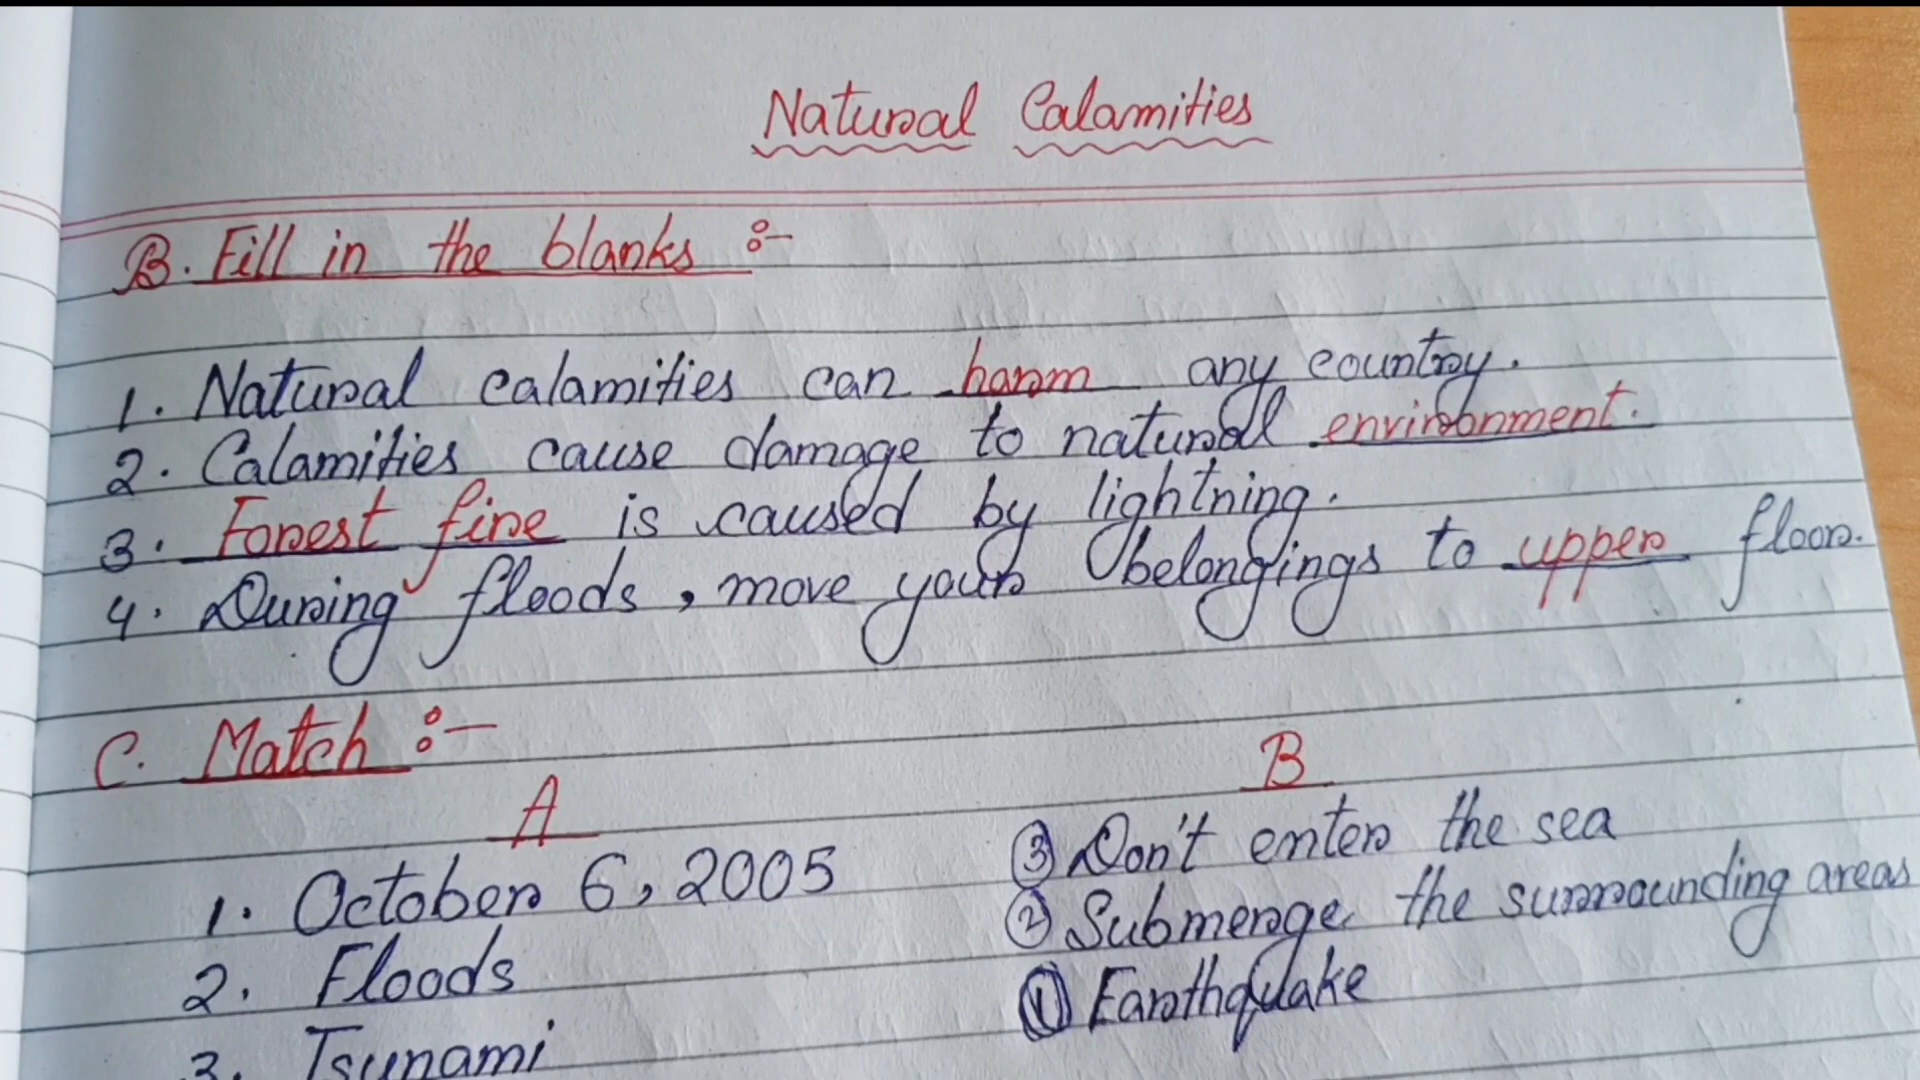 Natural Calamities
B. Fill in the blanks :-
1. Natural calamities can harm any country.
2. Calamities cause damage to natural environment.
3. Forest fire is caused by lightning.
4. During floods, move your belongings to upper floor.
C. Match :-
A B
1. October 6, 2005 ③ Don't enter the sea
2. Floods ② Submerge the surrounding areas
3. Tsunami ① Earthquake